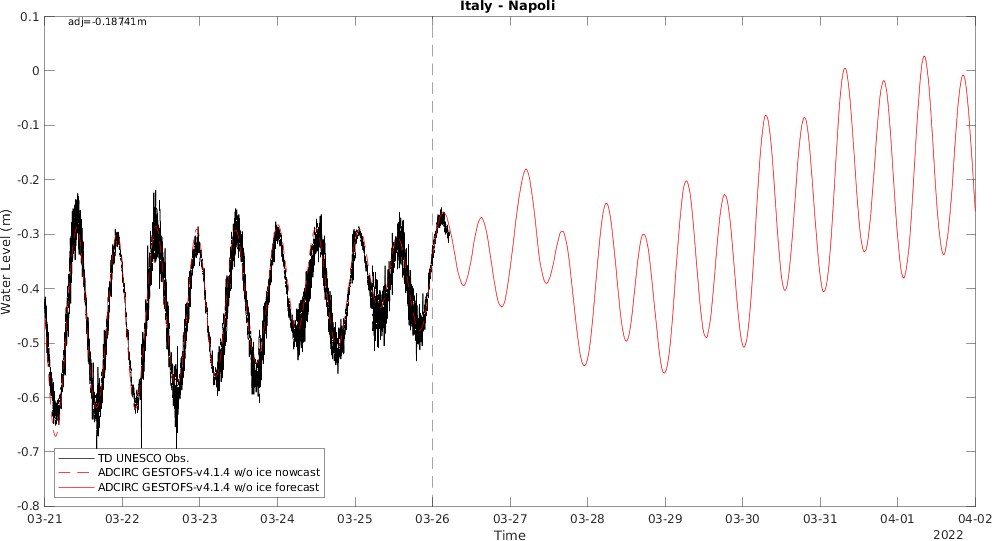 Italy - Napoli
adj=-0.18741m
0.1
0
-0.1
-0.2
-0.3
-0.4
-0.5
-0.6
-0.7
-0.8
Water Level (m)
TD UNESCO Obs.
ADCIRC GESTOFS-v4.1.4 w/o ice nowcast
ADCIRC GESTOFS-v4.1.4 w/o ice forecast
03-21 03-22 03-23 03-24 03-25 03-26 03-27 03-28 03-29 03-30 03-31 04-01 04-02
Time
2022